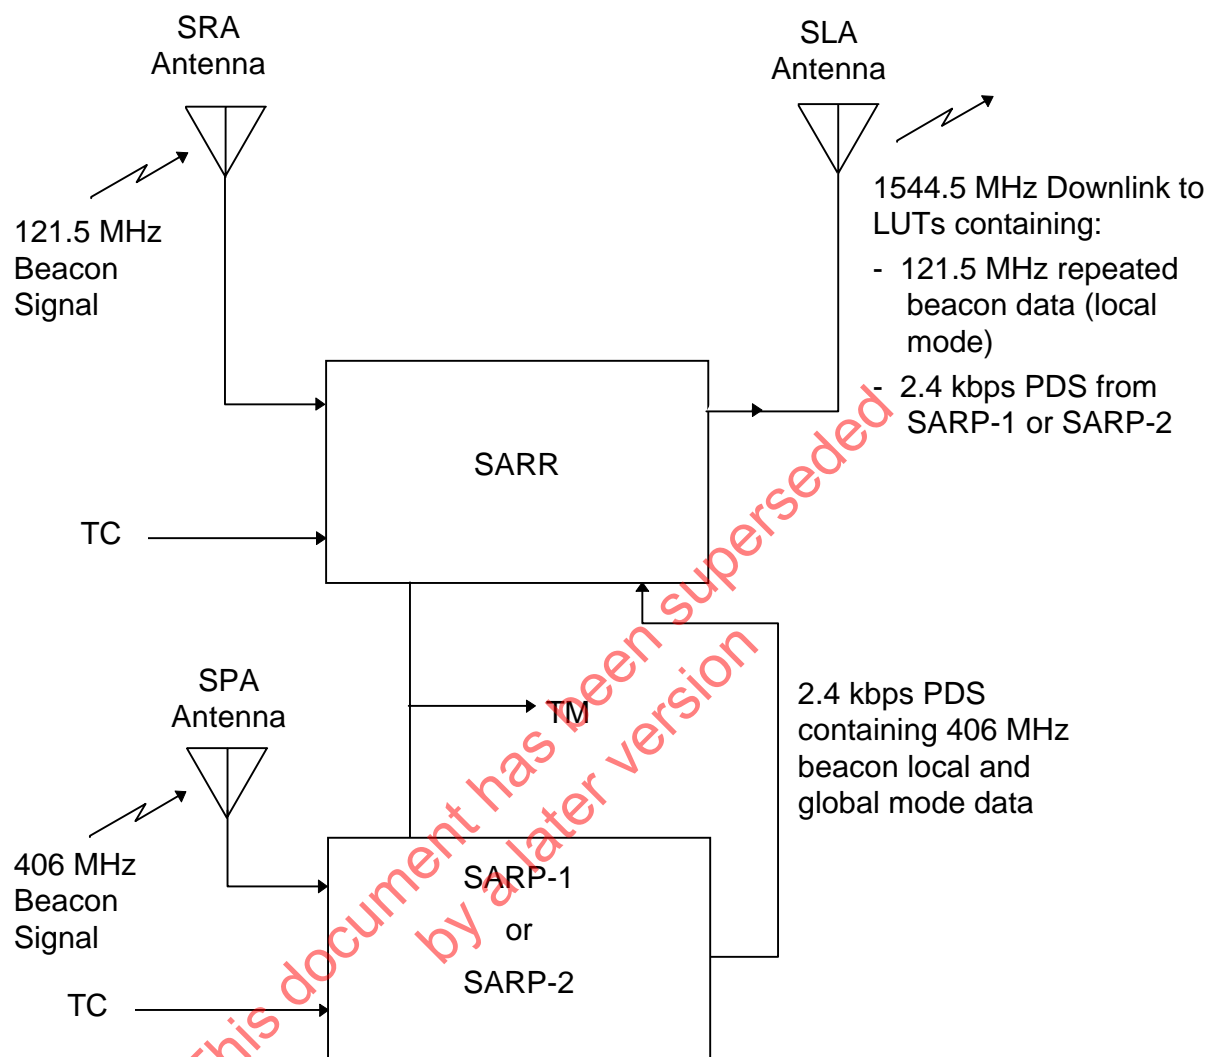 SRA
Antenna
SLA
Antenna
121.5 MHz
Beacon
Signal
1544.5 MHz Downlink to
LUTs containing:
- 121.5 MHz repeated
beacon data (local
mode)
- 2.4 kbps PDS from
SARP-1 or SARP-2
SARR
TC
SPA
Antenna
TM
2.4 kbps PDS
containing 406 MHz
beacon local and
global mode data
406 MHz
Beacon
Signal
SARP-1
or
SARP-2
TC
This document has been superseded
by a later version